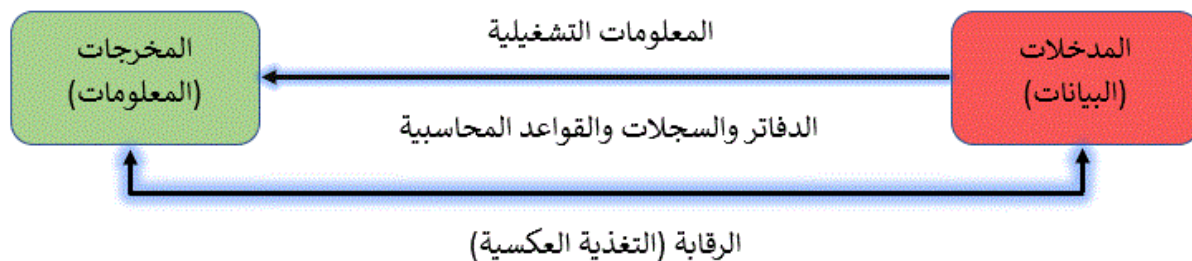 المدخلات
(البيانات)
المعلومات التشغيلية
الدفاتر والسجلات والقواعد المحاسبية
المخرجات
(المعلومات)
الرقابة (التغذية العكسية)